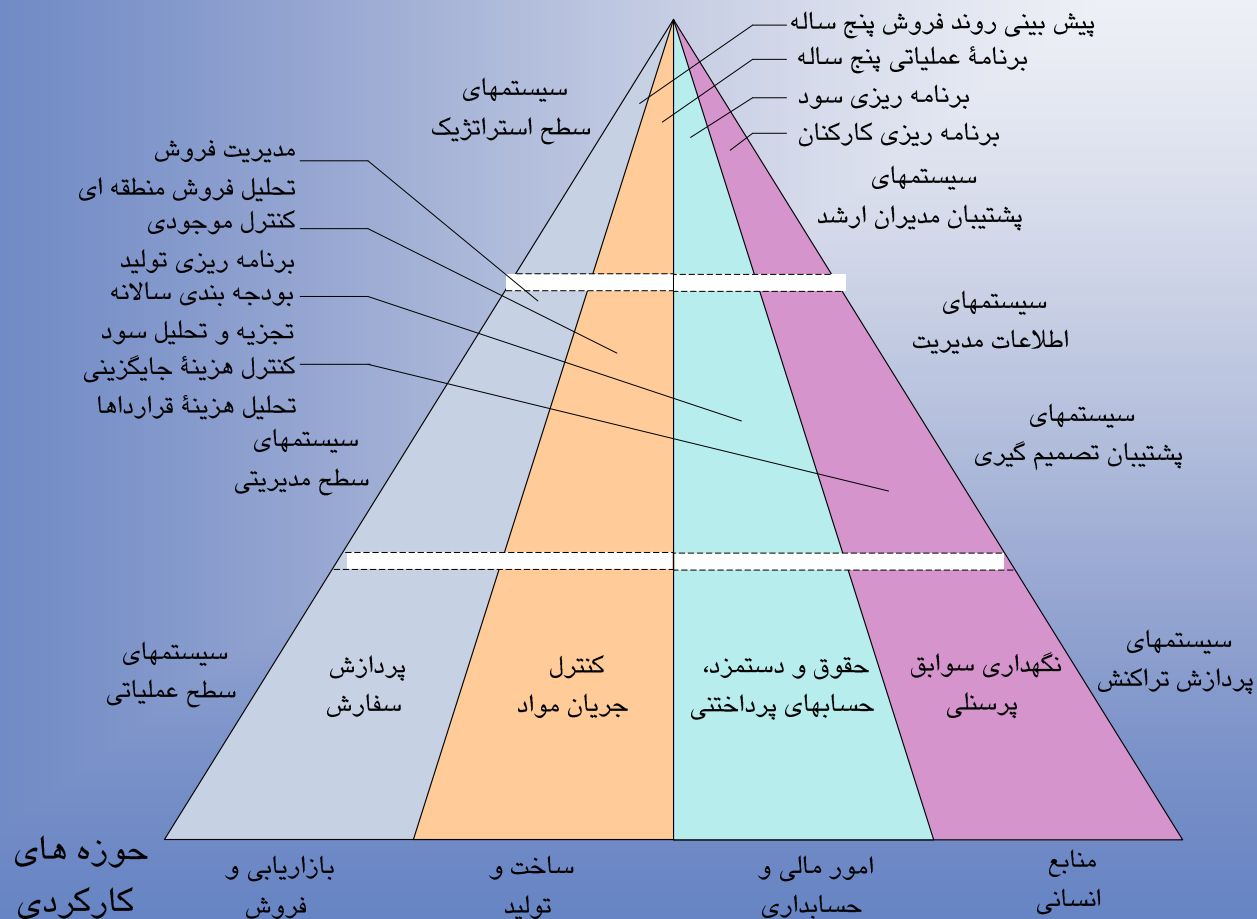 پیش بینی روند فروش پنج ساله
برنامهٔ عملیاتی پنج ساله
برنامه ریزی سود
برنامه ریزی کارکنان
سیستمهای
سطح استراتژیک
سیستمهای
پشتیبان مدیران ارشد
مدیریت فروش
تحلیل فروش منطقه ای
کنترل موجودی
برنامه ریزی تولید
بودجه بندی سالانه
تجزیه و تحلیل سود
کنترل هزینهٔ جایگزینی
تحلیل هزینهٔ قرارداها
سیستمهای
سطح مدیریتی
سیستمهای
اطلاعات مدیریت
سیستمهای
پشتیبان تصمیم گیری
سیستمهای
سطح عملیاتی
پردازش
سفارش
کنترل
جریان مواد
حقوق و دستمزد،
حسابهای پرداختنی
نگهداری سوابق
پرسنلی
سیستمهای
پردازش تراکنش
حوزه های
کارکردی
بازاریابی و
فروش
ساخت و
تولید
امور مالی و
حسابداری
منابع
انسانی